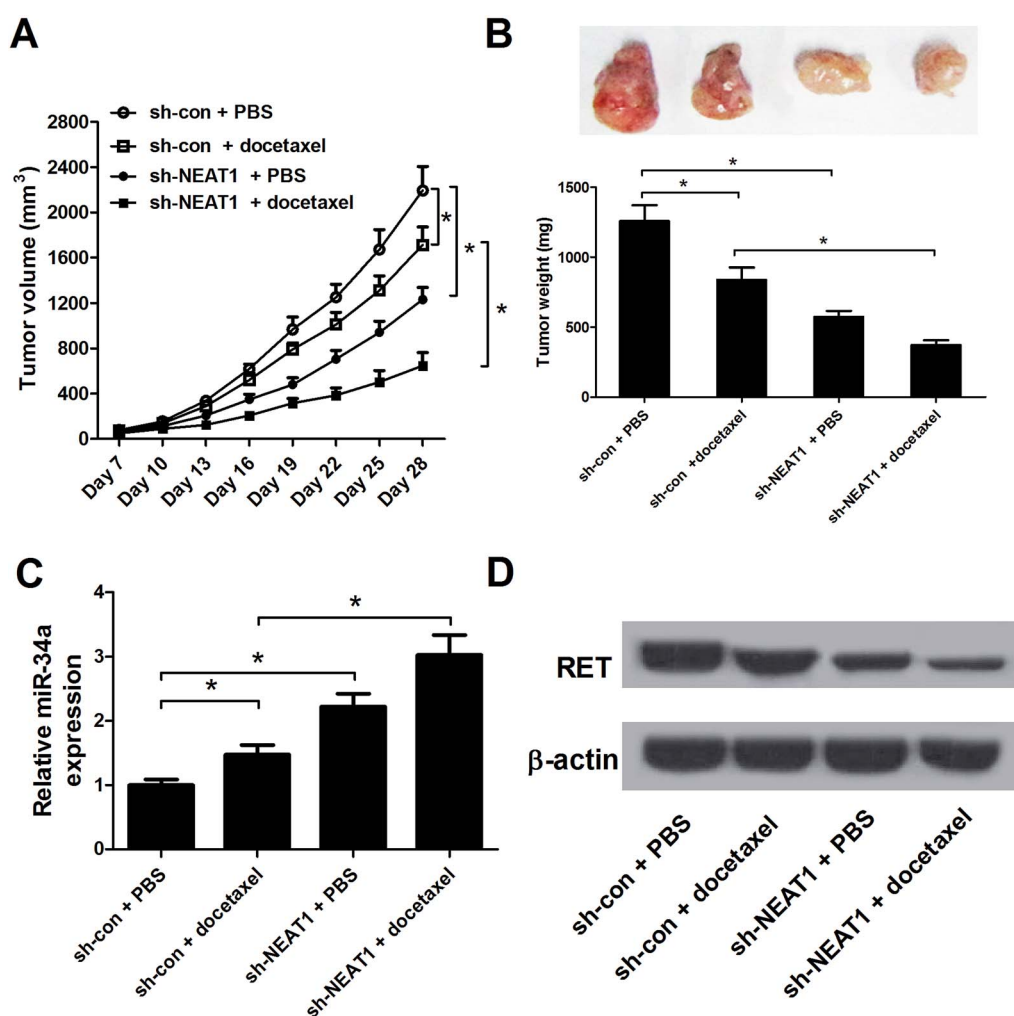 A
sh-con + PBS
sh-con + docetaxel
sh-NEAT1 + PBS
sh-NEAT1 + docetaxel
Tumor volume (mm³)
2800
2400
2000
1600
1200
800
400
0
Day 7
Day 10
Day 13
Day 16
Day 19
Day 22
Day 25
Day 28
*
*
*
B
Tumor weight (mg)
1500
1000
500
0
*
*
*
sh-con + PBS
sh-con +docetaxel
sh-NEAT1 + PBS
sh-NEAT1 + docetaxel
C
Relative miR-34a
expression
4
3
2
1
0
*
*
*
sh-con + PBS
sh-con + docetaxel
sh-NEAT1 + PBS
sh-NEAT1 + docetaxel
D
RET
β-actin
sh-con + PBS
sh-con + docetaxel
sh-NEAT1 + PBS
sh-NEAT1 + docetaxel